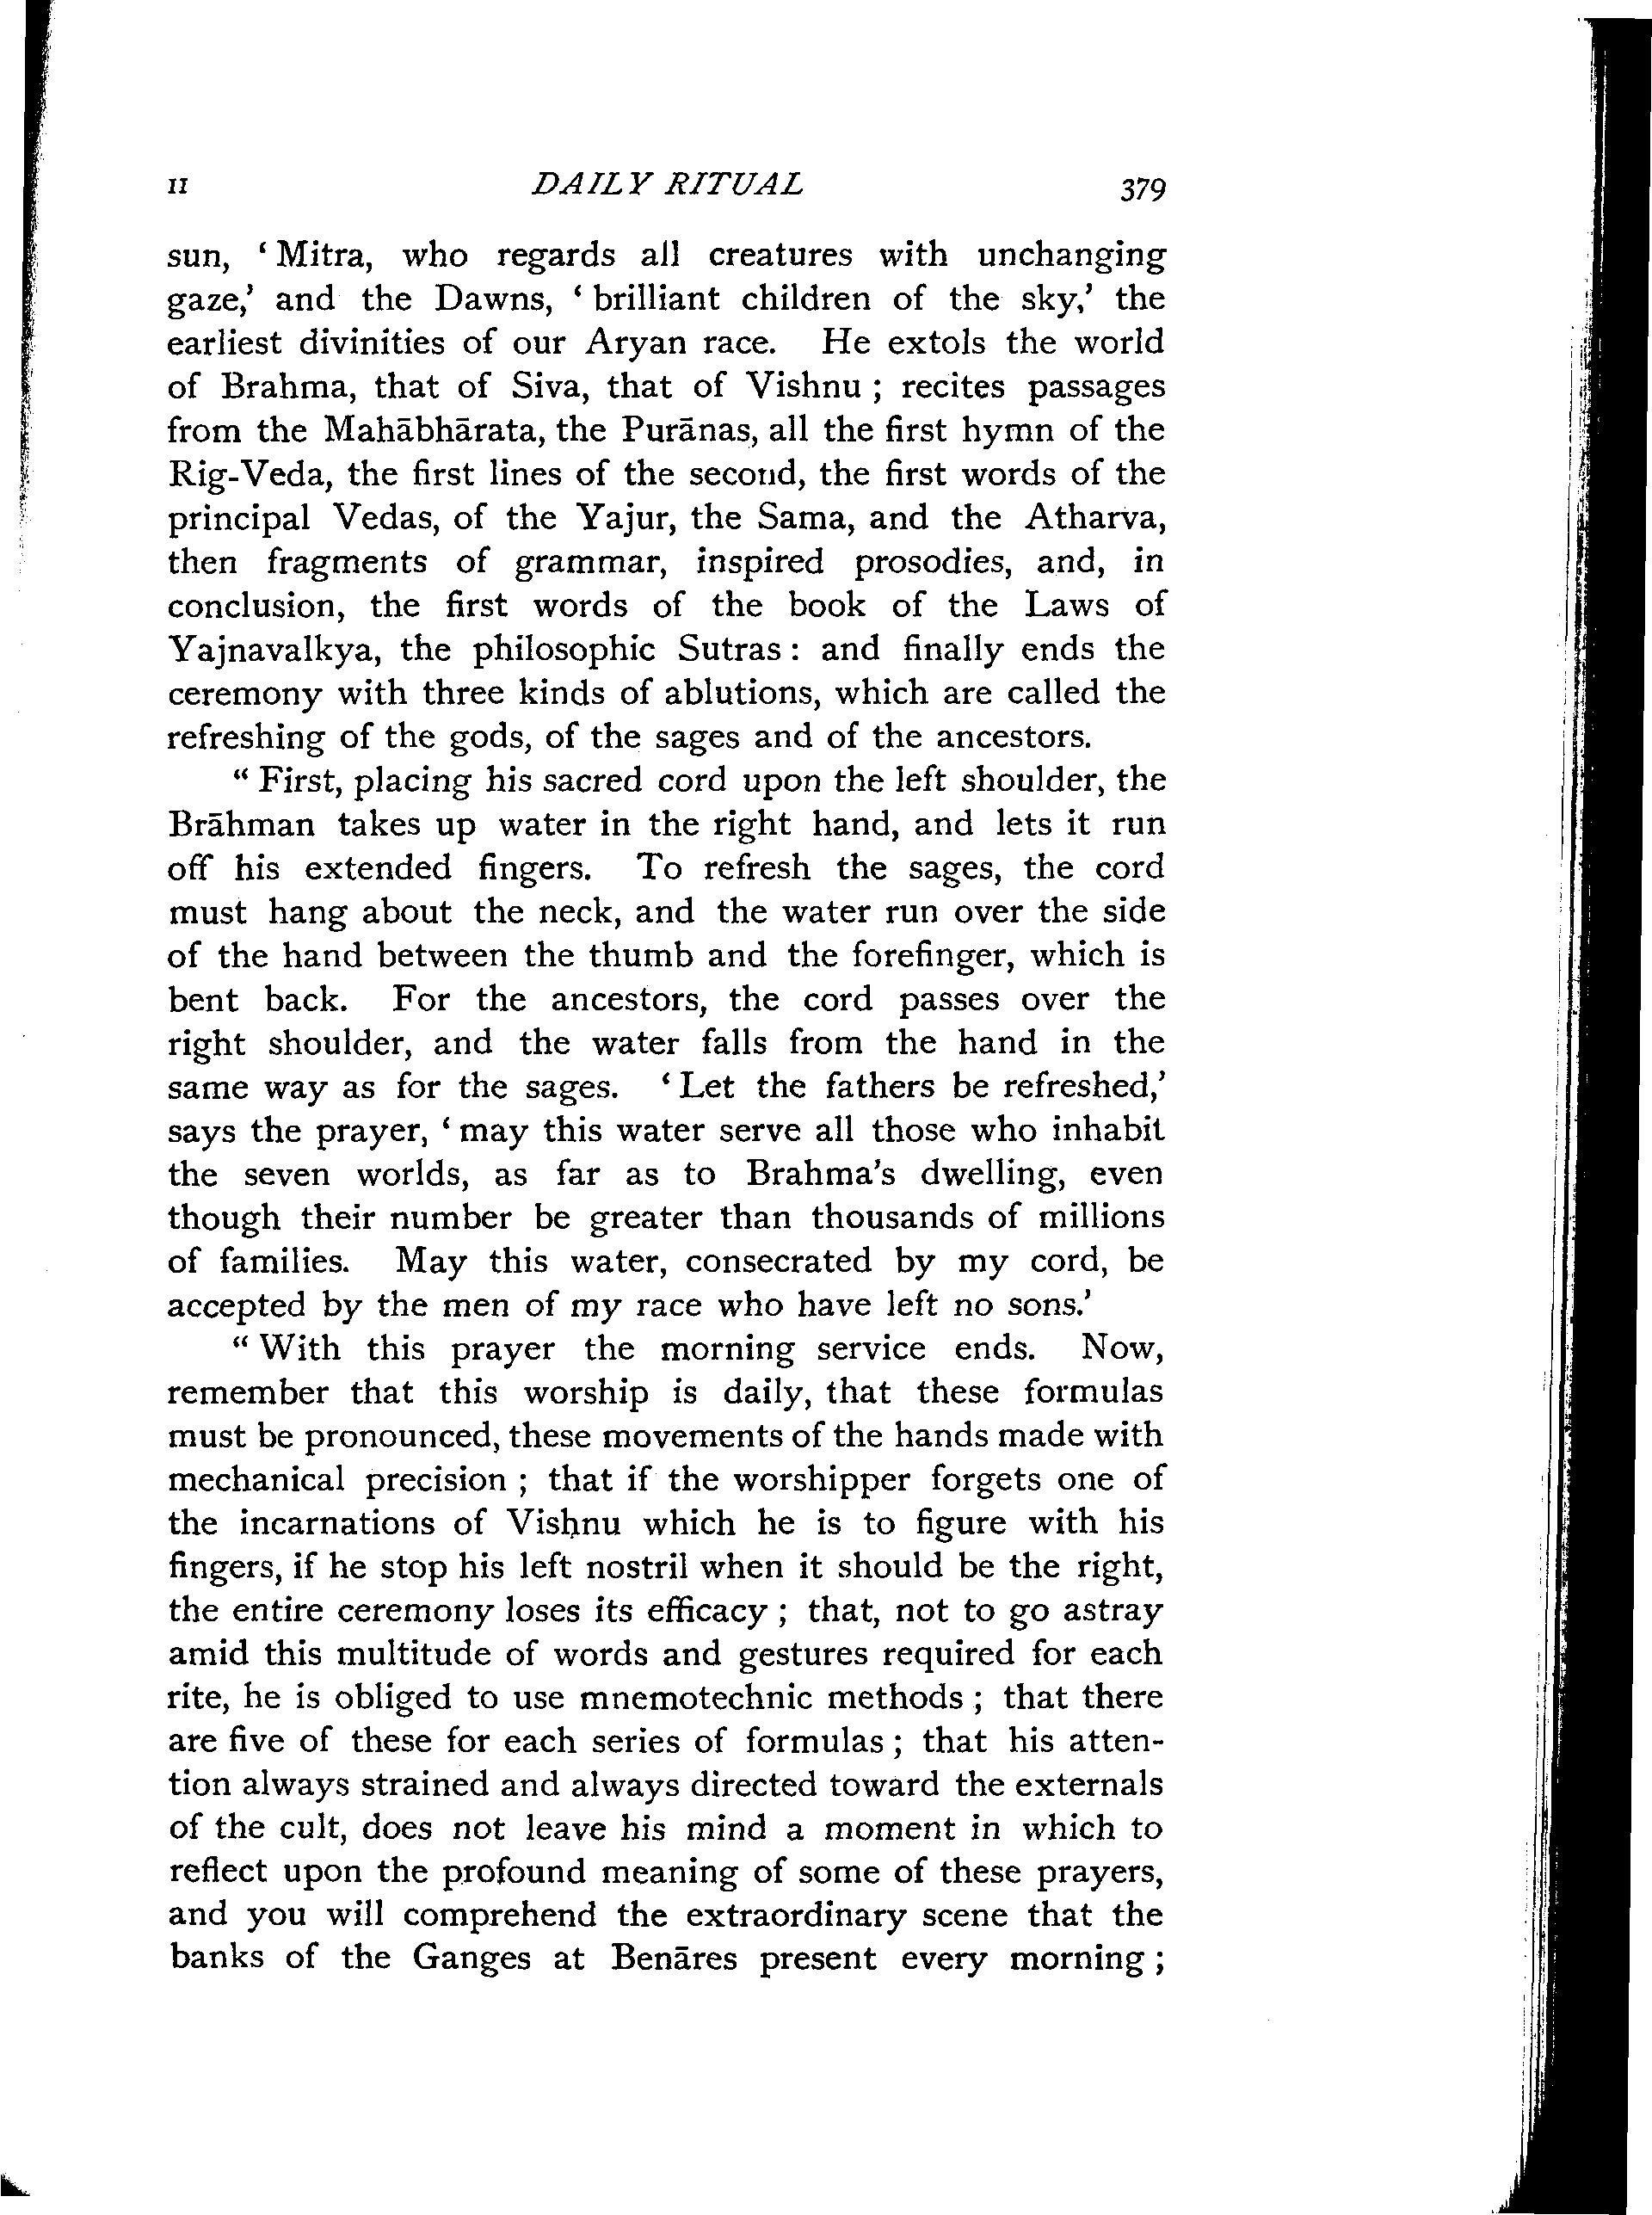 II DAILY RITUAL 379
sun, ‘ Mitra, who regards all creatures with unchanging
gaze,’ and the Dawns, ‘ brilliant children of the sky,’ the
earliest divinities of our Aryan race. He extols the world
of Brahma, that of Siva, that of Vishnu ; recites passages
from the Mahābhārata, the Purānas, all the first hymn of the
Rig-Veda, the first lines of the second, the first words of the
principal Vedas, of the Yajur, the Sama, and the Atharva,
then fragments of grammar, inspired prosodies, and, in
conclusion, the first words of the book of the Laws of
Yajnavalkya, the philosophic Sutras : and finally ends the
ceremony with three kinds of ablutions, which are called the
refreshing of the gods, of the sages and of the ancestors.
“ First, placing his sacred cord upon the left shoulder, the
Brāhman takes up water in the right hand, and lets it run
off his extended fingers. To refresh the sages, the cord
must hang about the neck, and the water run over the side
of the hand between the thumb and the forefinger, which is
bent back. For the ancestors, the cord passes over the
right shoulder, and the water falls from the hand in the
same way as for the sages. ‘ Let the fathers be refreshed,’
says the prayer, ‘ may this water serve all those who inhabit
the seven worlds, as far as to Brahma’s dwelling, even
though their number be greater than thousands of millions
of families. May this water, consecrated by my cord, be
accepted by the men of my race who have left no sons.’
“ With this prayer the morning service ends. Now,
remember that this worship is daily, that these formulas
must be pronounced, these movements of the hands made with
mechanical precision ; that if the worshipper forgets one of
the incarnations of Visḥnu which he is to figure with his
fingers, if he stop his left nostril when it should be the right,
the entire ceremony loses its efficacy ; that, not to go astray
amid this multitude of words and gestures required for each
rite, he is obliged to use mnemotechnic methods ; that there
are five of these for each series of formulas ; that his atten-
tion always strained and always directed toward the externals
of the cult, does not leave his mind a moment in which to
reflect upon the profound meaning of some of these prayers,
and you will comprehend the extraordinary scene that the
banks of the Ganges at Benāres present every morning ;